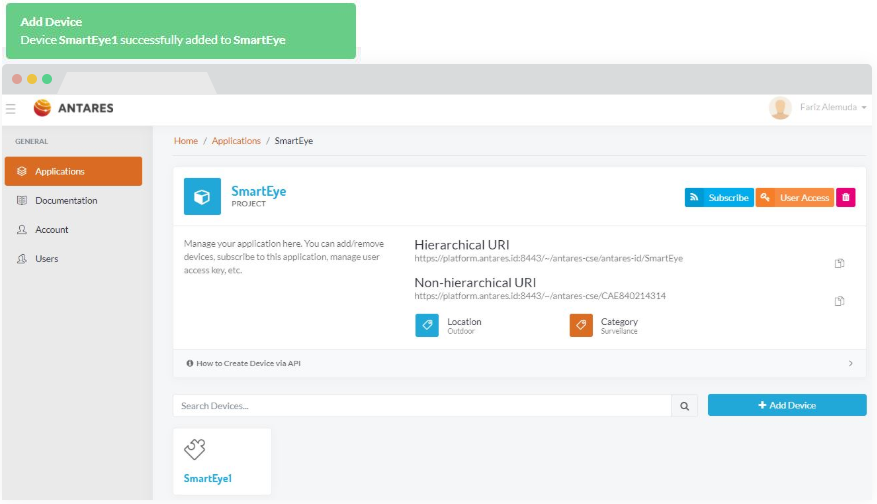 Add Device
Device SmartEye1 successfully added to SmartEye
ANTARES
Fariz Alemuda
GENERAL
Home / Applications / SmartEye
Applications
Documentation
Account
Users
SmartEye
PROJECT
Subscribe
User Access
Manage your application here. You can add/remove
devices, subscribe to this application, manage user
access key, etc.
Hierarchical URI
https://platform.antares.id:8443/~/antares-cse/antares-id/SmartEye
Non-hierarchical URI
https://platform.antares.id:8443/~/antares-cse/CAE840214314
Location
Outdoor
Category
Surveilance
How to Create Device via API
Search Devices...
+ Add Device
SmartEye1